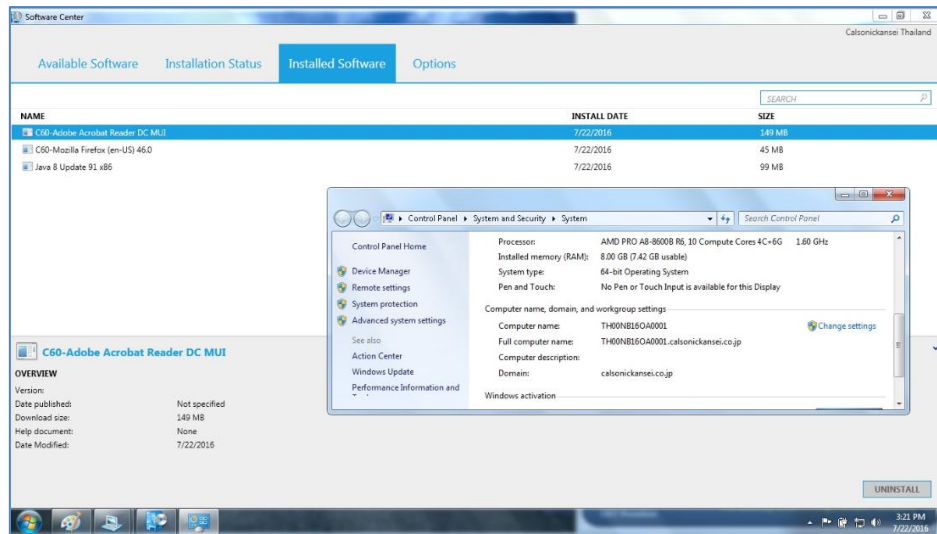 Software Center
Calsonickansei Thailand
Available Software Installation Status Installed Software Options
SEARCH
NAME INSTALL DATE SIZE
C60-Adobe Acrobat Reader DC MUI 7/22/2016 149 MB
C60-Mozilla Firefox (en-US) 46.0 7/22/2016 45 MB
Java 8 Update 91 x86 7/22/2016 99 MB
Control Panel System and Security System Search Control Panel
Control Panel Home
Device Manager
Remote settings
System protection
Advanced system settings
See also
Action Center
Windows Update
Performance Information and
Processor: AMD PRO A8-8600B R6, 10 Compute Cores 4C+6G 1.60 GHz
Installed memory (RAM): 8.00 GB (7.42 GB usable)
System type: 64-bit Operating System
Pen and Touch: No Pen or Touch Input is available for this Display
Computer name, domain, and workgroup settings
Computer name: TH00NB16OA0001 Change settings
Full computer name: TH00NB16OA0001.calsonickansei.co.jp
Computer description:
Domain: calsonickansei.co.jp
Windows activation
C60-Adobe Acrobat Reader DC MUI
OVERVIEW
Version:
Date published: Not specified
Download size: 149 MB
Help document: None
Date Modified: 7/22/2016
UNINSTALL
3:21 PM
7/22/2016